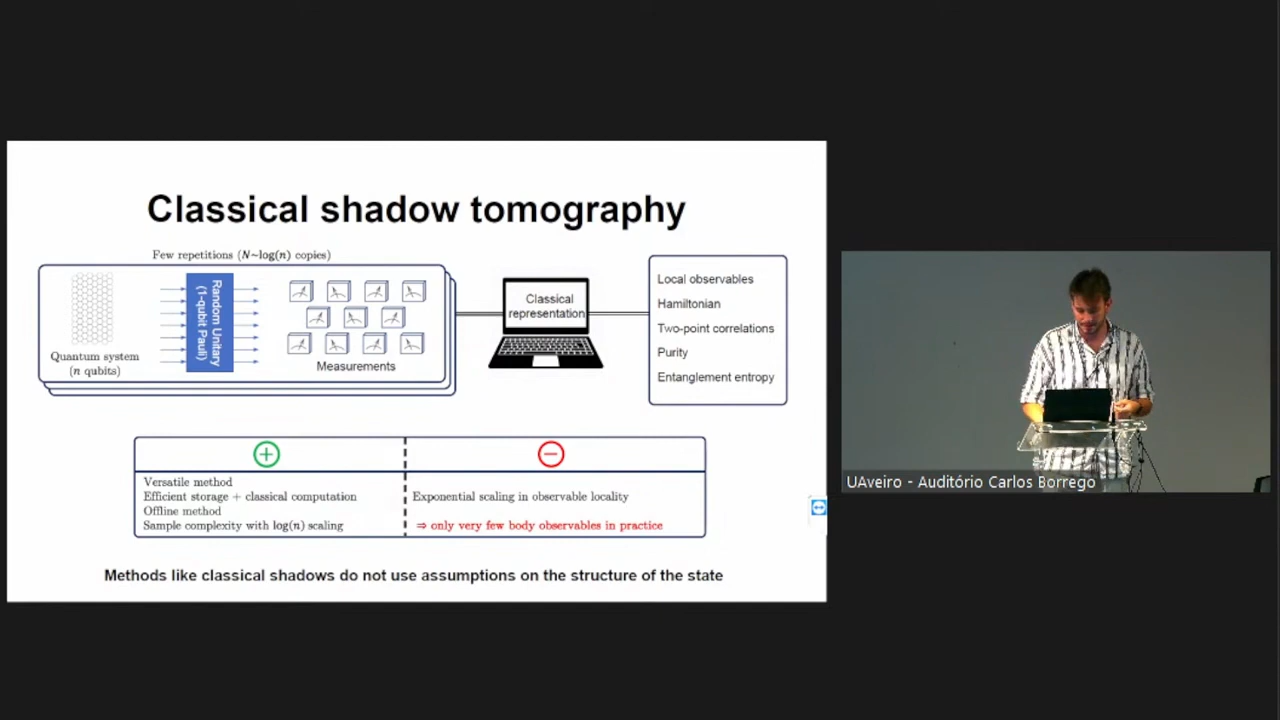 Classical shadow tomography
Few repetitions (N~log(n) copies)
Quantum system
(n qubits)
Random Unitary
(1-qubit Pauli)
Measurements
Classical
representation
Local observables
Hamiltonian
Two-point correlations
Purity
Entanglement entropy
Versatile method
Efficient storage + classical computation
Offline method
Sample complexity with log(n) scaling
Exponential scaling in observable locality
⇒ only very few body observables in practice
Methods like classical shadows do not use assumptions on the structure of the state
UAveiro - Auditório Carlos Borrego